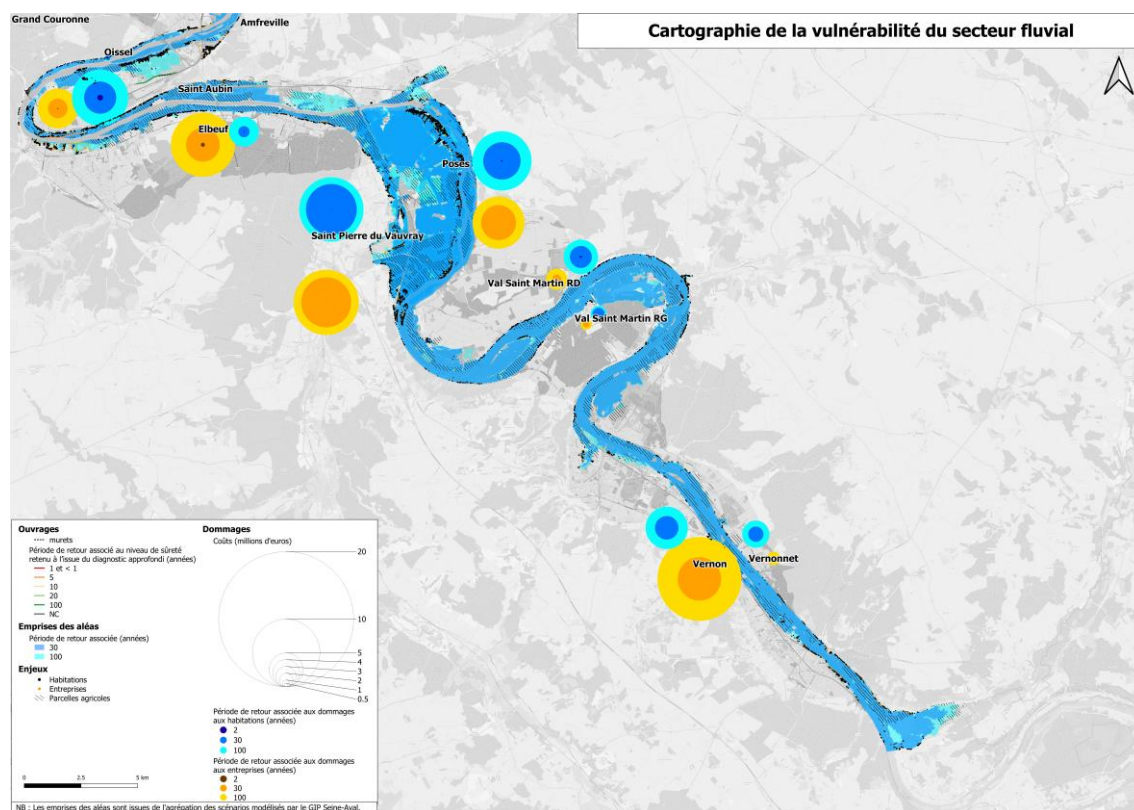 Cartographie de la vulnérabilité du secteur fluvial
Grand Couronne
Amfreville
Oissel
Saint Aubin
Elbeuf
Poses
Saint Pierre du Vauvray
Val Saint Martin RD
Val Saint Martin RG
Vernon
Vernonnet
Ouvrages
murets
Période de retour associé au niveau de sûreté
retenu à l'issue du diagnostic approfondi (années)
1 et < 1
5
10
20
100
NC
Emprises des aléas
Période de retour associée (années)
30
100
Enjeux
Habitations
Entreprises
Parcelles agricoles
0 2.5 5 km
Dommages
Coûts (millions d'euros)
20
10
5
4
3
2
1
0.5
Période de retour associée aux dommages
aux habitations (années)
2
30
100
Période de retour associée aux dommages
aux entreprises (années)
2
30
100
NB : Les emprises des aléas sont issues de l'agrégation des scénarios modélisés par le GIP Seine-Aval.